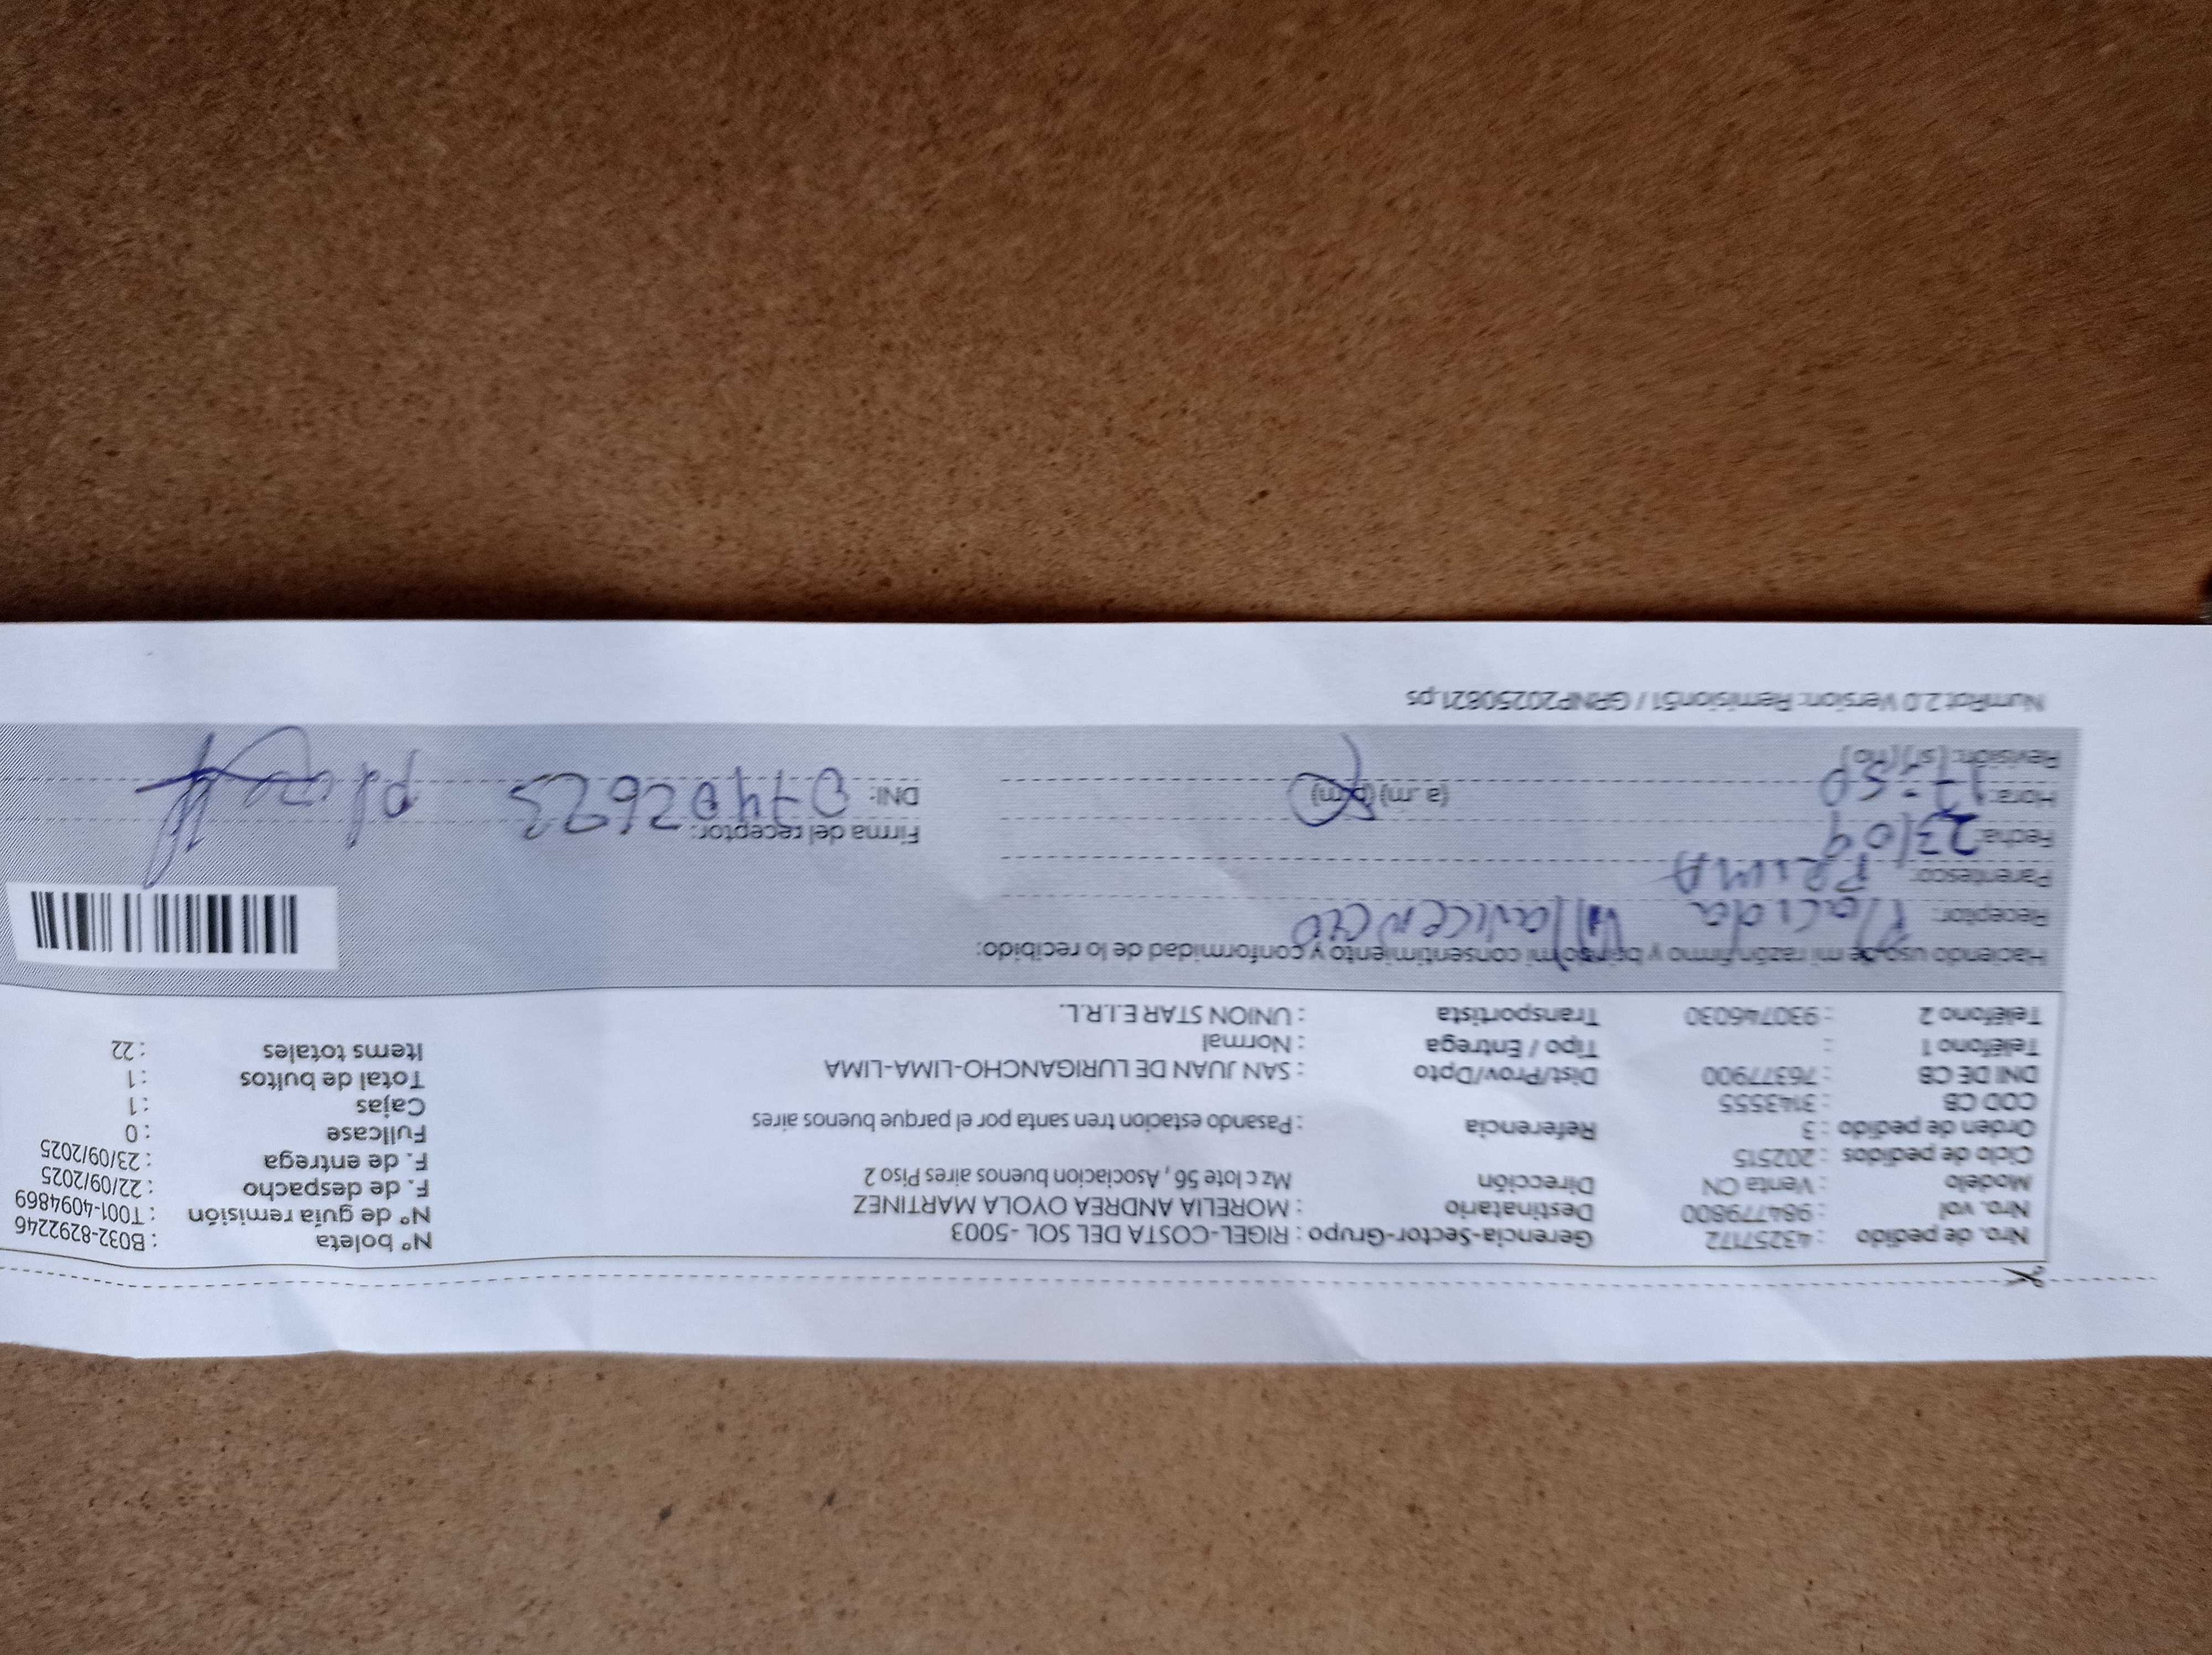 Nro. de pedido : 43257172 Gerencia-Sector-Grupo : RIGEL-COSTA DEL SOL -5003 N° boleta : B032-8292246
Nro. vol : 984779800 Destinatario : MORELIA ANDREA OYOLA MARTINEZ N° de guía remisión : T001-4094869
Modelo : Venta CN Dirección Mz c lote 56 , Asociacion buenos aires Piso 2 F. de despacho : 22/09/2025
Ciclo de pedidos : 202515 F. de entrega : 23/09/2025
Orden de pedido : 3 Referencia : Pasando estacion tren santa por el parque buenos aires Fullcase : 0
COD CB : 3143555 Cajas : 1
DNI DE CB : 76377900 Dist/Prov/Dpto : SAN JUAN DE LURIGANCHO-LIMA-LIMA Total de bultos : 1
Teléfono 1 : Tipo / Entrega : Normal Items totales : 22
Teléfono 2 : 930746030 Transportista : UNION STAR E.I.R.L.
Haciendo uso de mi razón firmo y brindo mi consentimiento y conformidad de lo recibido:
Receptor: Placida Villavicencio
Parentesco: PRIMA
Fecha: 23/09 Firma del receptor:
Hora: 17:50 (a.m) (p.m) DNI: 07402623
Revisión: (si) (no)
NumRot 2.0 Version: Remision51 / GRNP20250821.ps